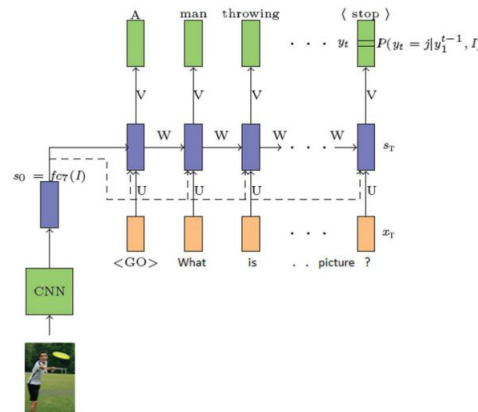 A man throwing ⟨ stop ⟩
· · · y_t P(y_t = j|y_1^{t-1}, I)
V V V V
W W W · · · W s_T
s_0 = fc_7(I)
U U U U
· · · x_T
<GO> What is . . picture ?
CNN